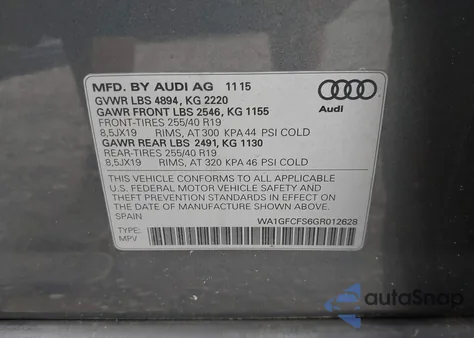 MFD. BY AUDI AG 11 15
GVWR LBS 4894, KG 2220
GAWR FRONT LBS 2546, KG 1155
FRONT-TIRES 255/40 R19
8,5JX19 RIMS, AT 300 KPA 44 PSI COLD
GAWR REAR LBS 2491, KG 1130
REAR-TIRES 255/40 R19
8,5JX19 RIMS, AT 320 KPA 46 PSI COLD
THIS VEHICLE CONFORMS TO ALL APPLICABLE
U.S. FEDERAL MOTOR VEHICLE SAFETY AND
THEFT PREVENTION STANDARDS IN EFFECT ON THE
DATE OF MANUFACTURE SHOWN ABOVE.
SPAIN WA1GFCFS6GR012628
TYPE:
MPV
Audi
autoSnap